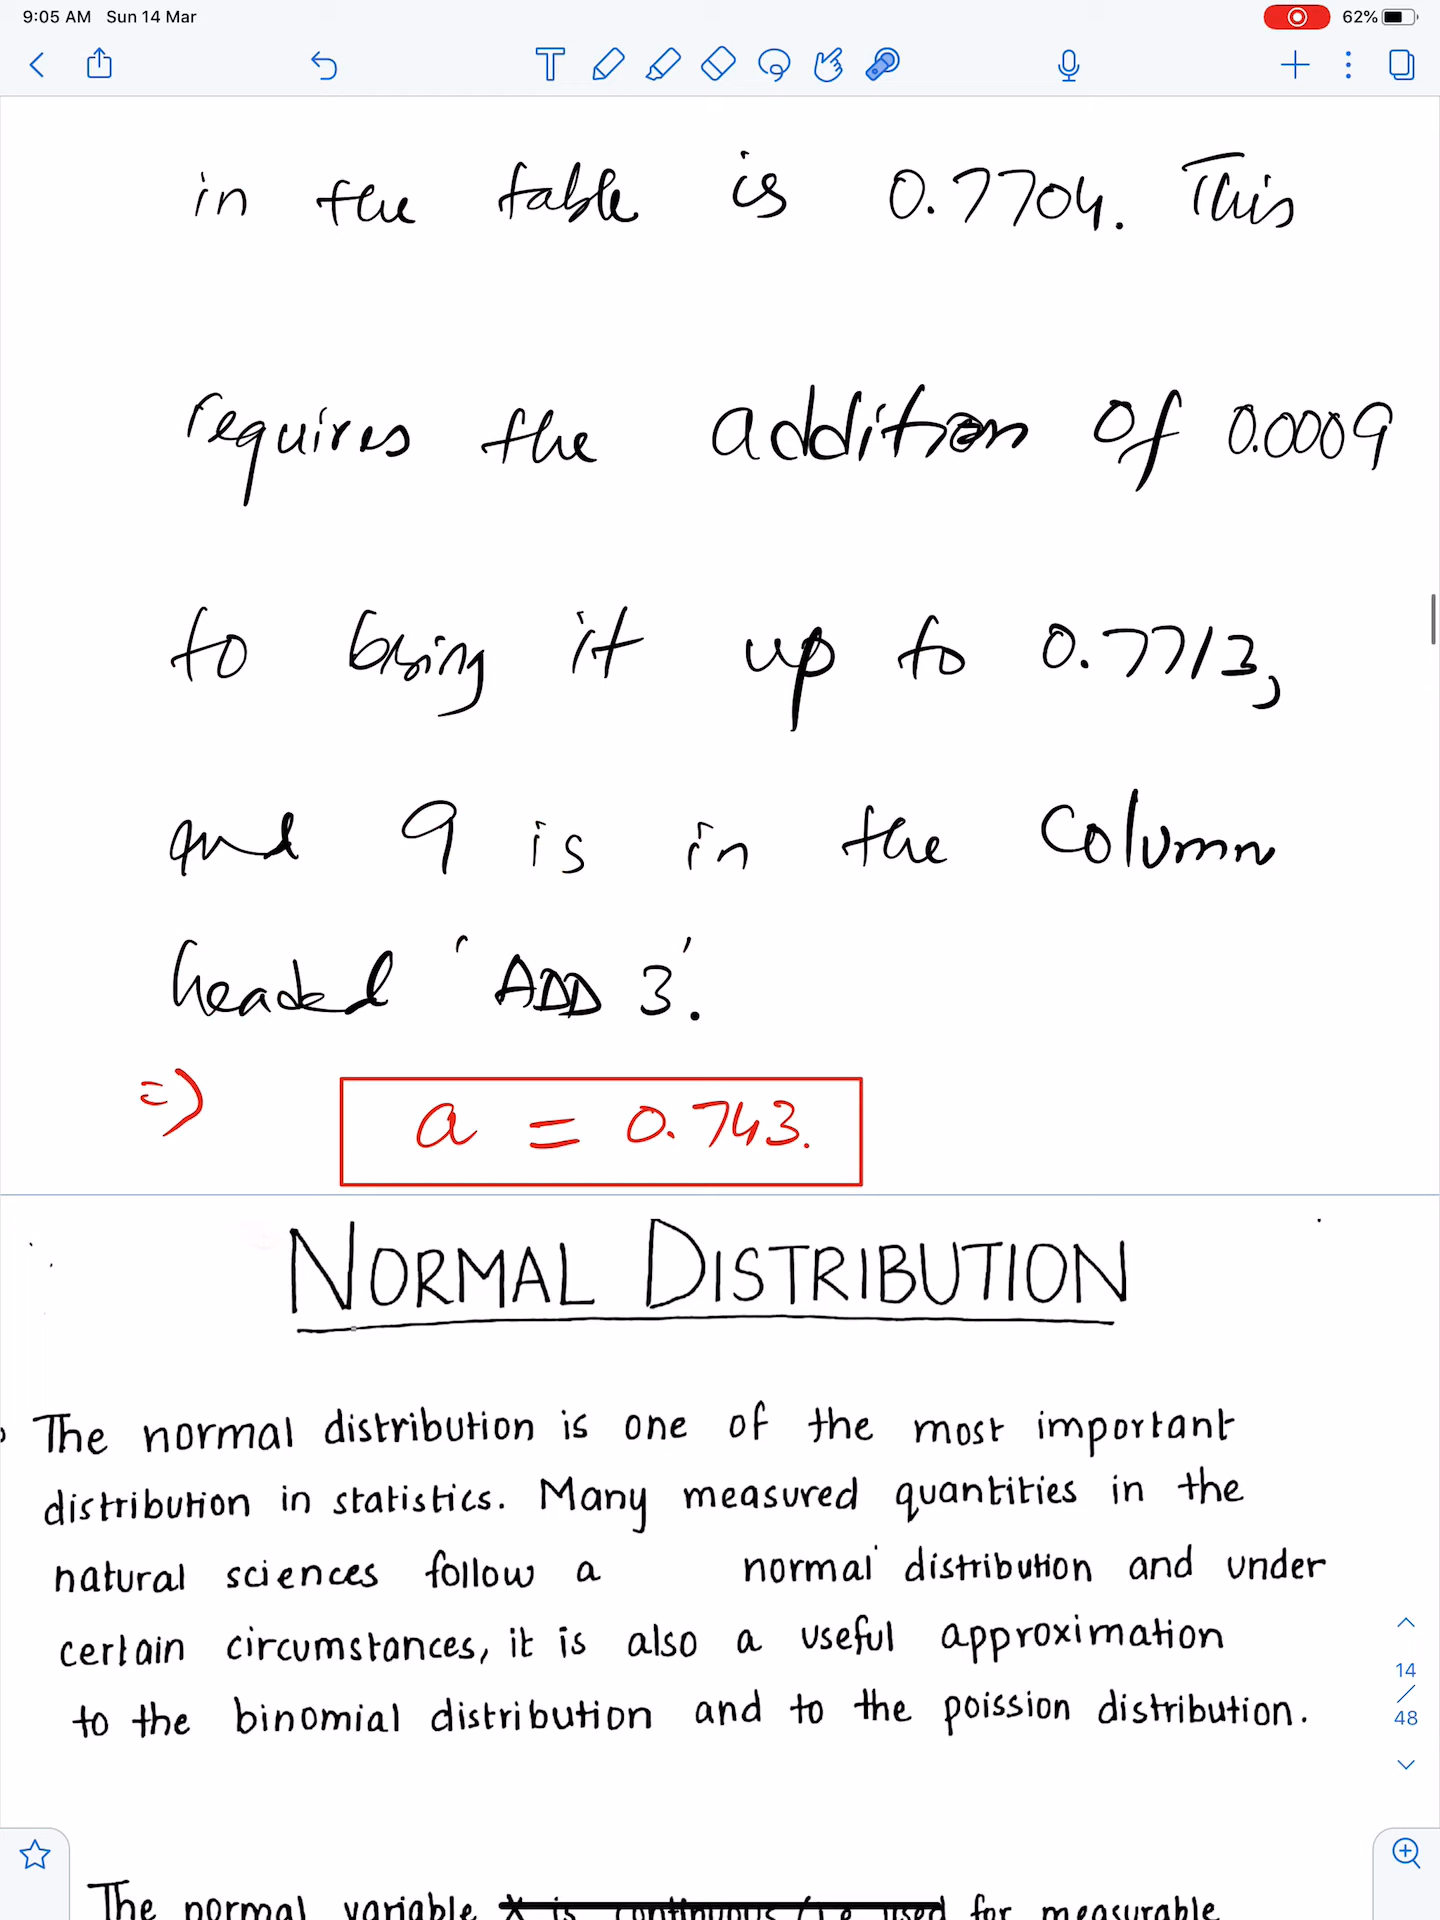 9:05 AM Sun 14 Mar
62%
in the table is 0.7704. This
requires the addition of 0.0009
to bring it up to 0.7713,
and 9 is in the column
headed 'ADD 3'.
=> a = 0.743.
NORMAL DISTRIBUTION
The normal distribution is one of the most important
distribution in statistics. Many measured quantities in the
natural sciences follow a normal distribution and under
certain circumstances, it is also a useful approximation
to the binomial distribution and to the poission distribution.
14
/
48
The normal variable X is continuous (i.e used for measurable